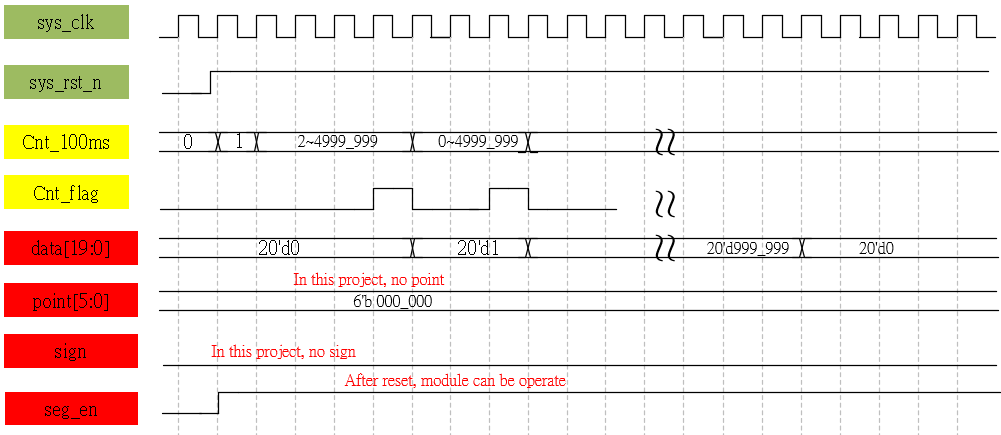 sys_clk
sys_rst_n
Cnt_100ms
0
1
2~4999_999
0~4999_999
Cnt_flag
data[19:0]
20'd0
20'd1
20'd999_999
20'd0
In this project, no point
point[5:0]
6'b 000_000
sign
In this project, no sign
After reset, module can be operate
seg_en